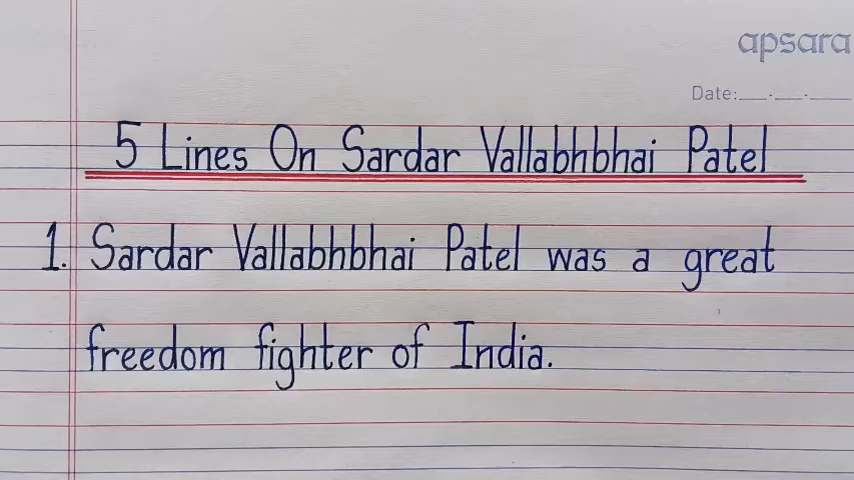 apsara
Date:__.__.__
5 Lines On Sardar Vallabhbhai Patel
1. Sardar Vallabhbhai Patel was a great
freedom fighter of India.